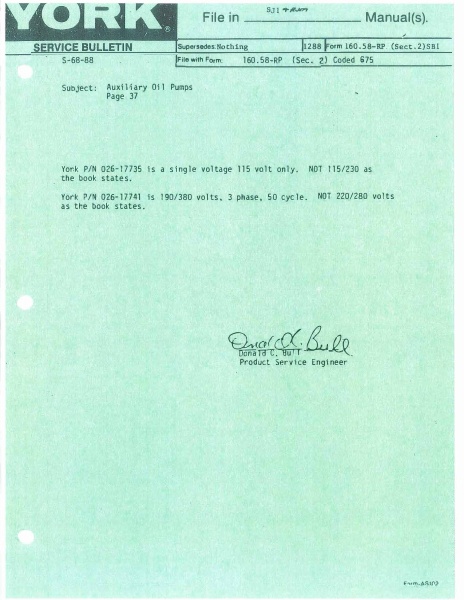 YORK®
File in Manual(s).
SERVICE BULLETIN
Supersedes: Nothing 1288 Form 160.58-RP (Sect.2)SB1
S-68-88
File with Form: 160.58-RP (Sec. 2) Coded G75
Subject: Auxiliary Oil Pumps
Page 37
York P/N 026-17735 is a single voltage 115 volt only. NOT 115/230 as
the book states.
York P/N 026-17741 is 190/380 volts, 3 phase, 50 cycle. NOT 220/280 volts
as the book states.
Donald C. Bull
Donald C. Bull
Product Service Engineer